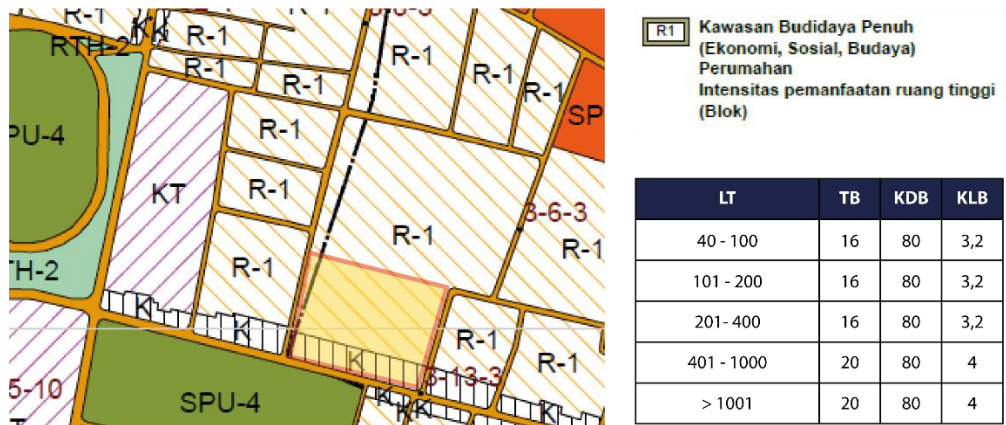 R-1
K
K
R-1
RTH-2
R-1
R-1
R-1
R-1
R-1
SP
PU-4
R-1
KT
R-1
3-6-3
R-1
R-1
R-1
TH-2
K
K
R-1
K
R-1
3-13-3
5-10
SPU-4
K
K
K
R1
Kawasan Budidaya Penuh
(Ekonomi, Sosial, Budaya)
Perumahan
Intensitas pemanfaatan ruang tinggi
(Blok)
LT TB KDB KLB
40 - 100 16 80 3,2
101 - 200 16 80 3,2
201- 400 16 80 3,2
401 - 1000 20 80 4
> 1001 20 80 4